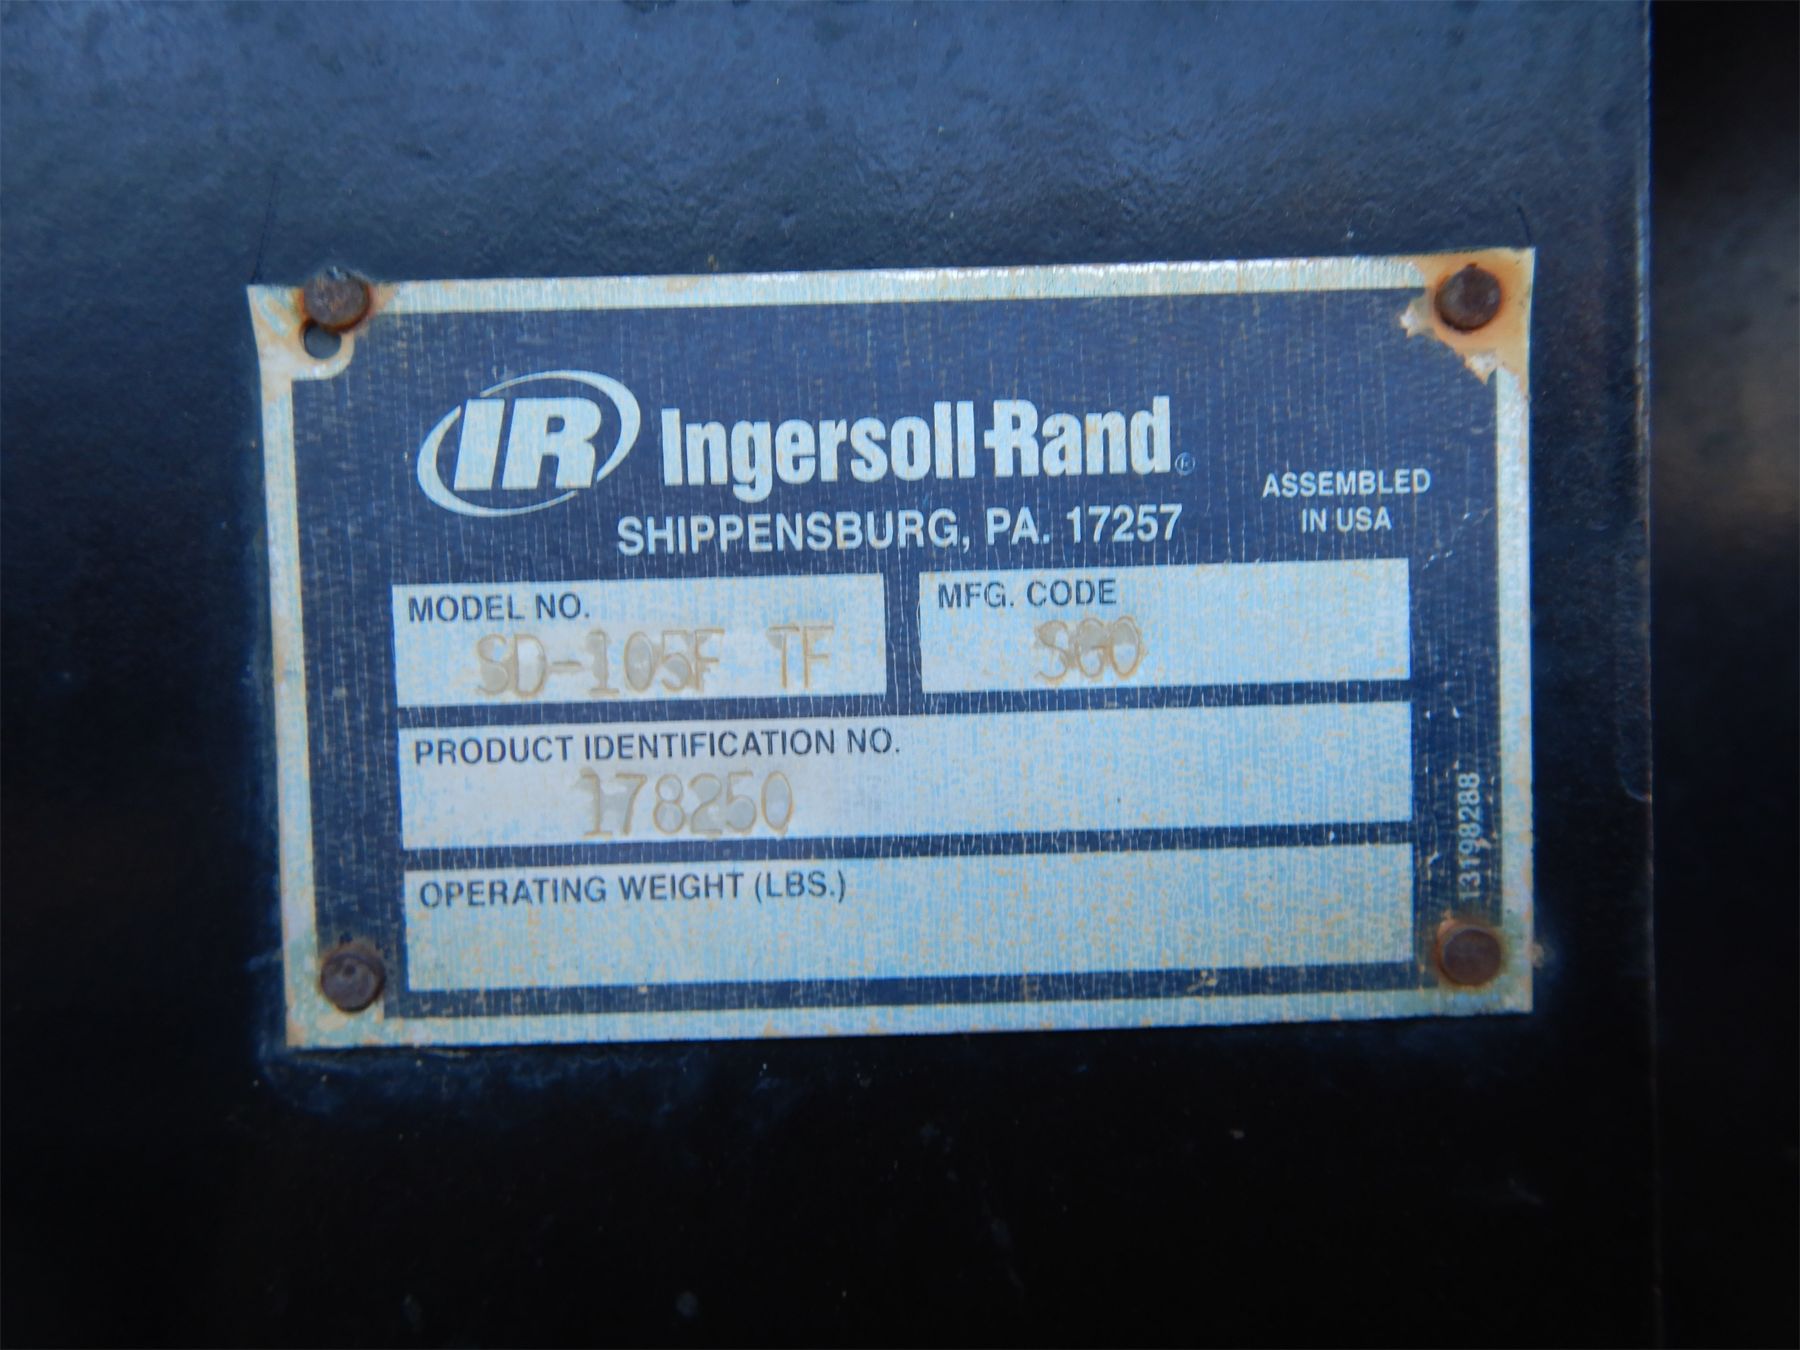 IR Ingersoll-Rand®
SHIPPENSBURG, PA. 17257
ASSEMBLED
IN USA
MODEL NO.
SD-105F TF
MFG. CODE
SGO
PRODUCT IDENTIFICATION NO.
178250
OPERATING WEIGHT (LBS.)
13198288